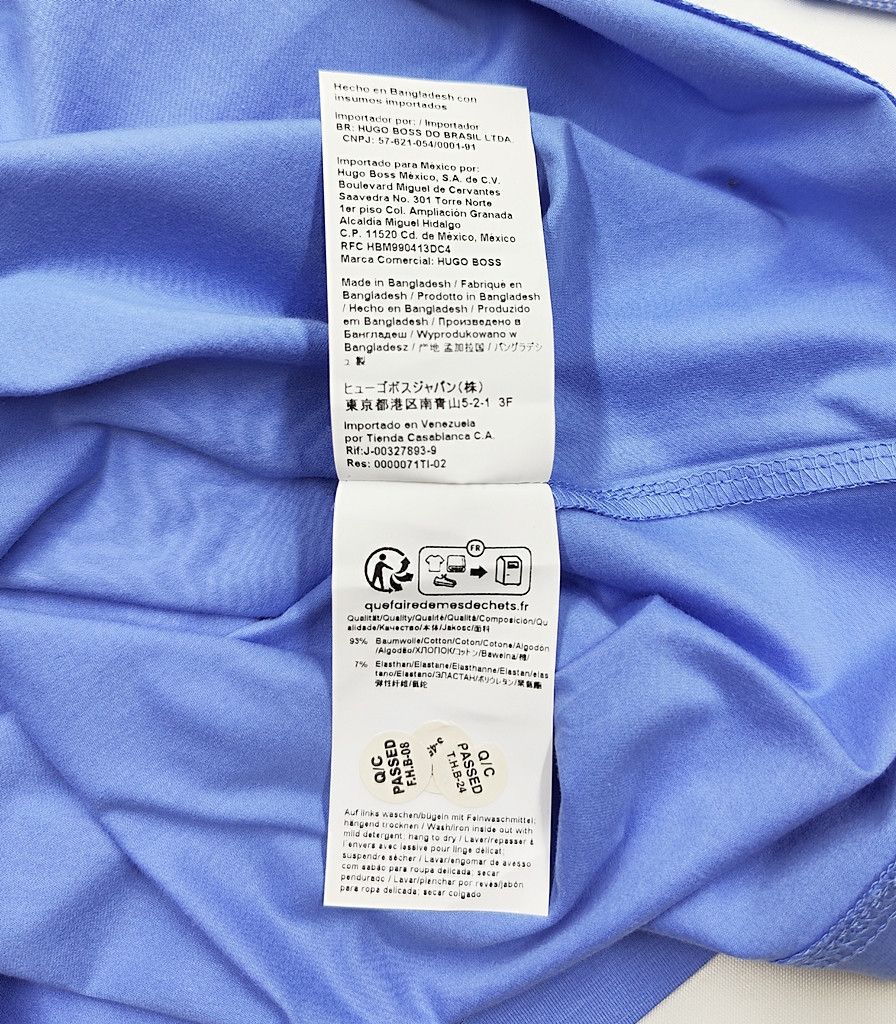 Hecho en Bangladesh con
insumos importados
Importador por: / Importador
BR: HUGO BOSS DO BRASIL LTDA.
CNPJ: 57-621-054/0001-91
Importado para México por:
Hugo Boss México, S.A. de C.V.
Boulevard Miguel de Cervantes
Saavedra No. 301 Torre Norte
1er piso Col. Ampliación Granada
Alcaldía Miguel Hidalgo
C.P. 11520 Cd. de México, México
RFC HBM990413DC4
Marca Comercial: HUGO BOSS
Made in Bangladesh / Fabriqué en
Bangladesh / Prodotto in Bangladesh
/ Hecho en Bangladesh / Produzido
em Bangladesh / Произведено в
Бангладеш / Wyprodukowano w
Bangladesz / 产地 孟加拉国 / バングラデシ
ュ 製
ヒューゴボスジャパン(株)
東京都港区南青山5-2-1 3F
Importado en Venezuela
por Tienda Casablanca C.A.
Rif:J-00327893-9
Res: 0000071TI-02
FR
quefairedemesdechets.fr
Qualität/Quality/Qualité/Qualità/Composición/Qu
alidade/Качество/本体/Jakosc/面料
93% Baumwolle/Cotton/Coton/Cotone/Algodón
/Algodão/ХЛОПОК/コットン/Bawełna/棉/
7% Elasthan/Elastane/Elasthanne/Elastan/elas
tano/Elastano/ЭЛАСТАН/ポリウレタン/聚氨酯
弹性纤维/氨纶
Q/C
PASSED
F.H.B-08
Q/C
PASSED
T.H.B-24
Auf links waschen/bügeln mit Feinwaschmittel;
hängend trocknen / Wash/Iron inside out with
mild detergent; hang to dry / Laver/repasser à
l'envers avec lessive pour linge délicat;
suspendre sécher / Lavar/engomar de avesso
com sabão para roupa delicada; secar
pendurado / Lavar/planchar por revés/jabón
para ropa delicada; secar colgado